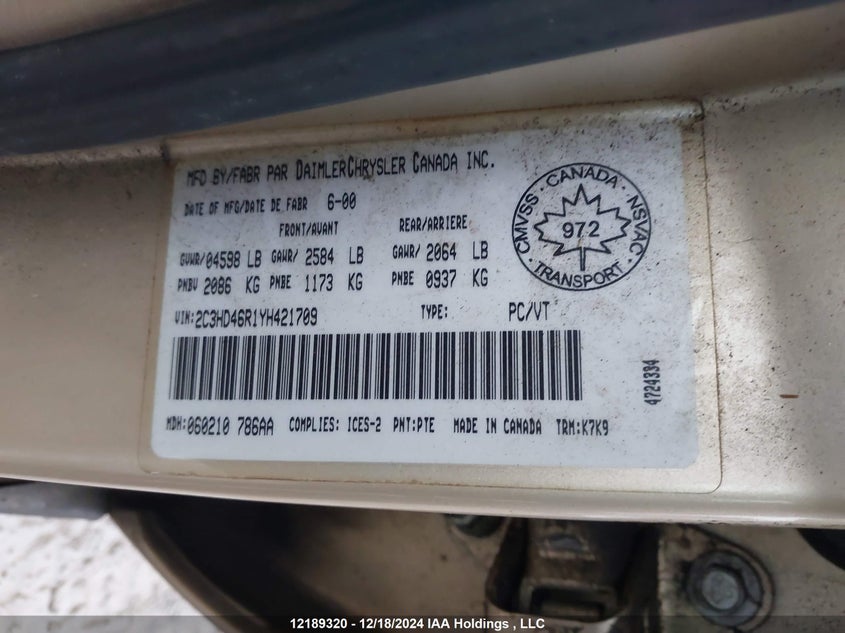 MFD BY/FABR PAR DAIMLERCHRYSLER CANADA INC.
DATE OF MFG/DATE DE FABR 6-00
FRONT/AVANT REAR/ARRIERE
GVWR/04598 LB GAWR/ 2584 LB GAWR/ 2064 LB
PNBV 2086 KG PNBE 1173 KG PNBE 0937 KG
VIN:2C3HD46R1YH421709 TYPE: PC/VT
MDH:060210 786AA COMPLIES: ICES-2 PNT:PTE MADE IN CANADA TRM:K7K9
4724334
CMVSS · CANADA · NSVAC
972
· TRANSPORT ·
12189320 - 12/18/2024 IAA Holdings , LLC